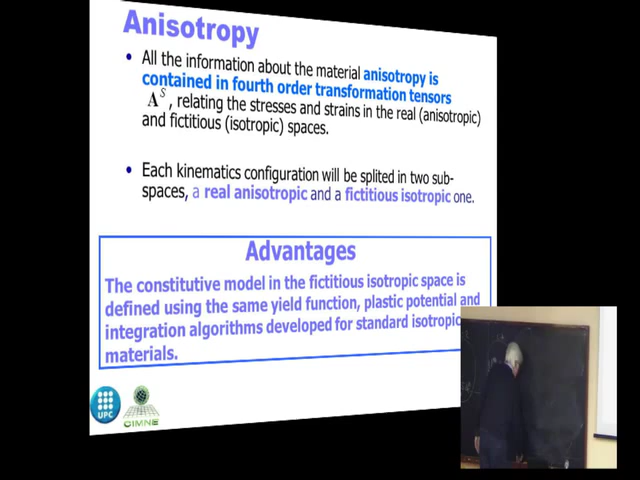 Anisotropy
• All the information about the material anisotropy is
contained in fourth order transformation tensors
Aˢ, relating the stresses and strains in the real (anisotropic)
and fictitious (isotropic) spaces.
• Each kinematics configuration will be splited in two sub-
spaces, a real anisotropic and a fictitious isotropic one.
Advantages
The constitutive model in the fictitious isotropic space is
defined using the same yield function, plastic potential and
integration algorithms developed for standard isotropic
materials.
UPC
CIMNE